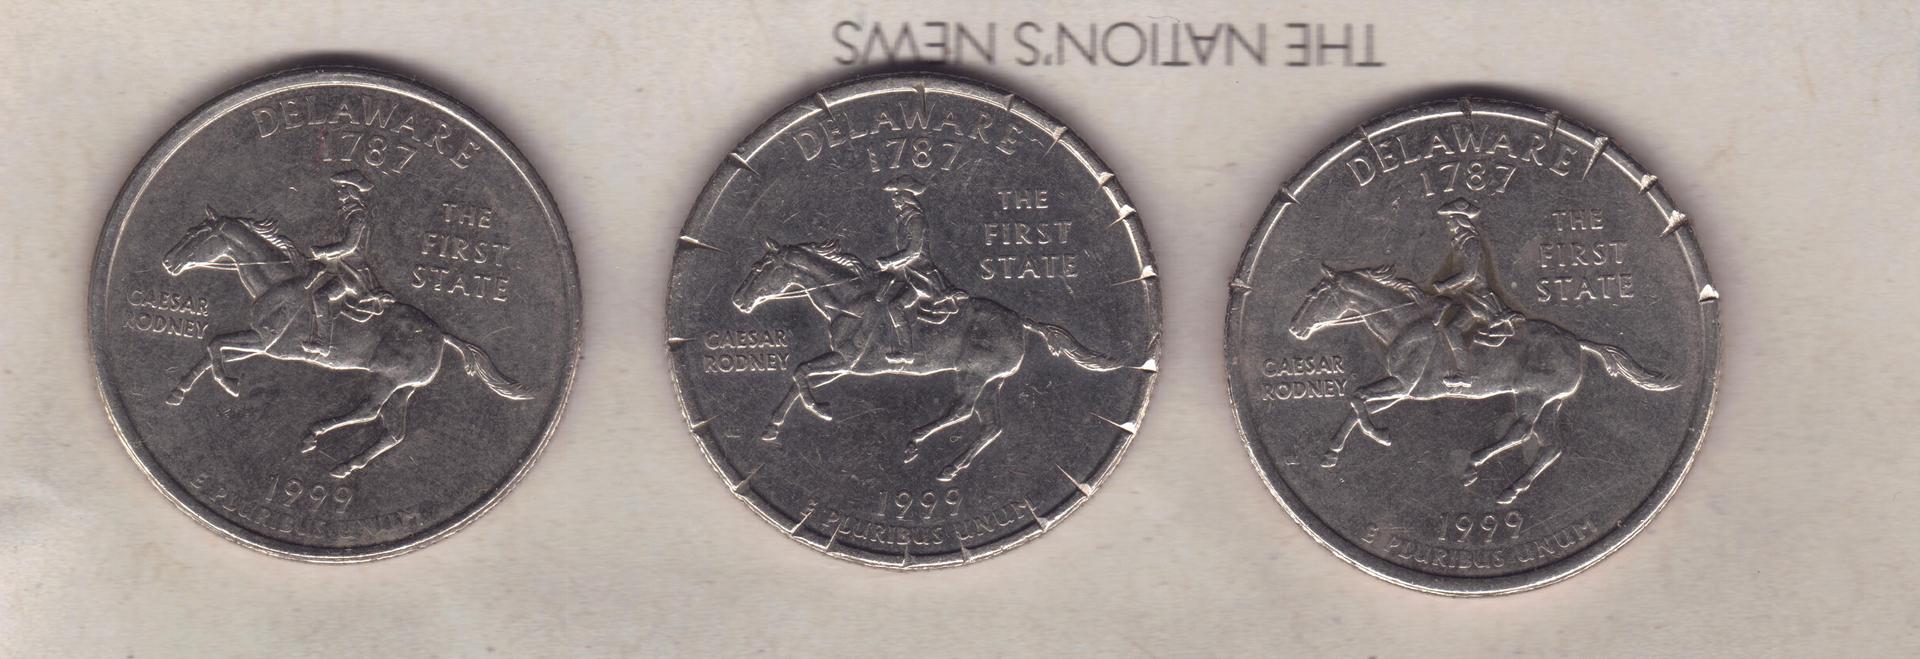 THE NATION'S NEWS
DELAWARE
1787
THE
FIRST
STATE
CAESAR
RODNEY
1999
E PLURIBUS UNUM
DELAWARE
1787
THE
FIRST
STATE
CAESAR
RODNEY
1999
E PLURIBUS UNUM
DELAWARE
1787
THE
FIRST
STATE
CAESAR
RODNEY
1999
E PLURIBUS UNUM